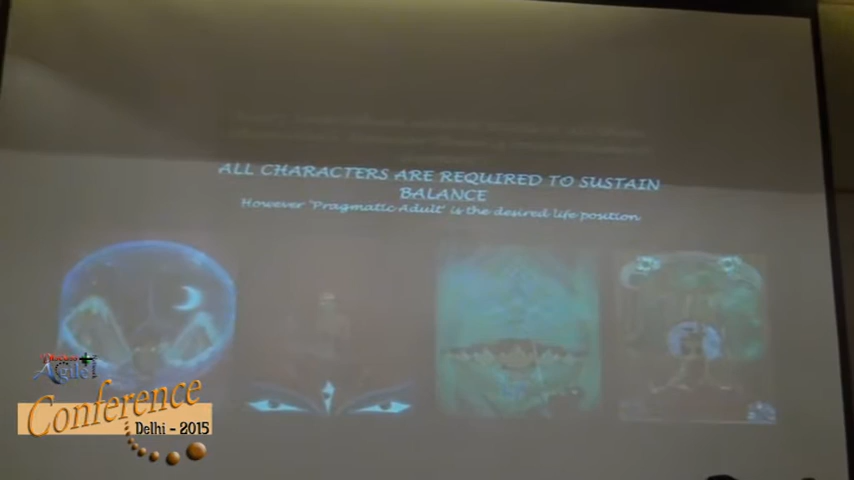 ALL CHARACTERS ARE REQUIRED TO SUSTAIN
BALANCE
However 'Pragmatic Adult' is the desired life position
Agile
Conference
Delhi - 2015